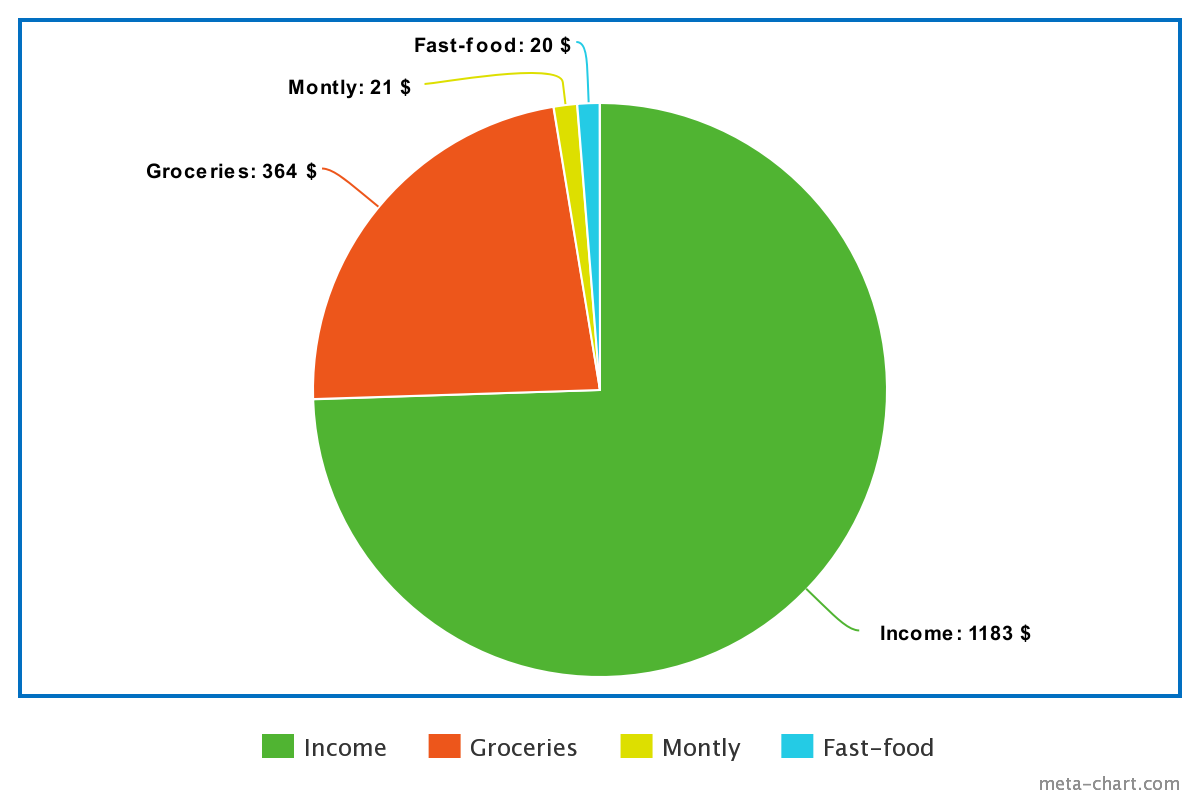 Fast-food: 20 $
Montly: 21 $
Groceries: 364 $
Income: 1183 $
Income Groceries Montly Fast-food
meta-chart.com